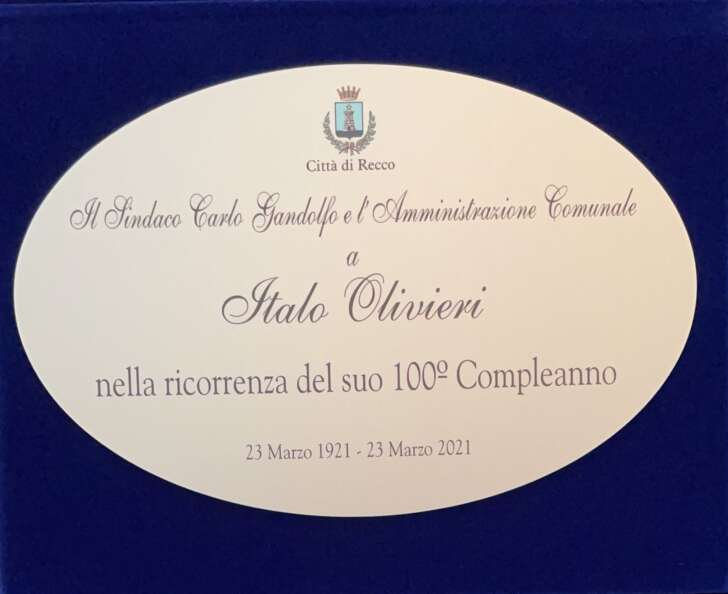 Città di Recco
Il Sindaco Carlo Gandolfo e l'Amministrazione Comunale
a
Italo Olivieri
nella ricorrenza del suo 100º Compleanno
23 Marzo 1921 - 23 Marzo 2021